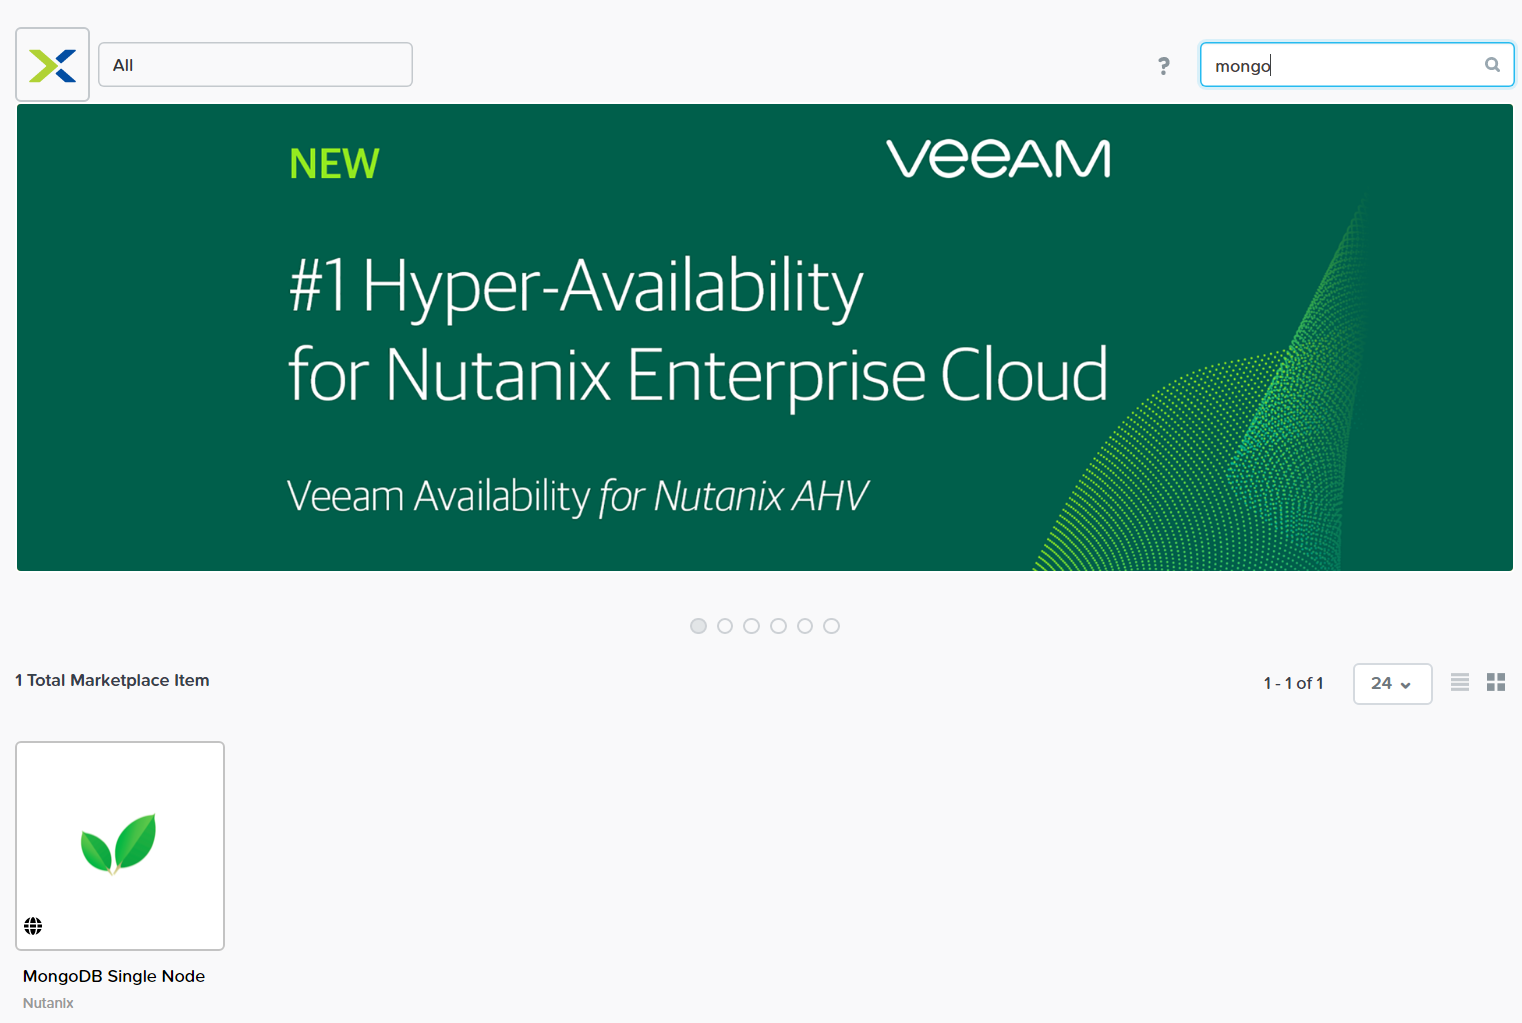 All
?
mongo
NEW
VEEAM
#1 Hyper-Availability
for Nutanix Enterprise Cloud
Veeam Availability for Nutanix AHV
1 Total Marketplace Item
1 - 1 of 1
24
MongoDB Single Node
Nutanix